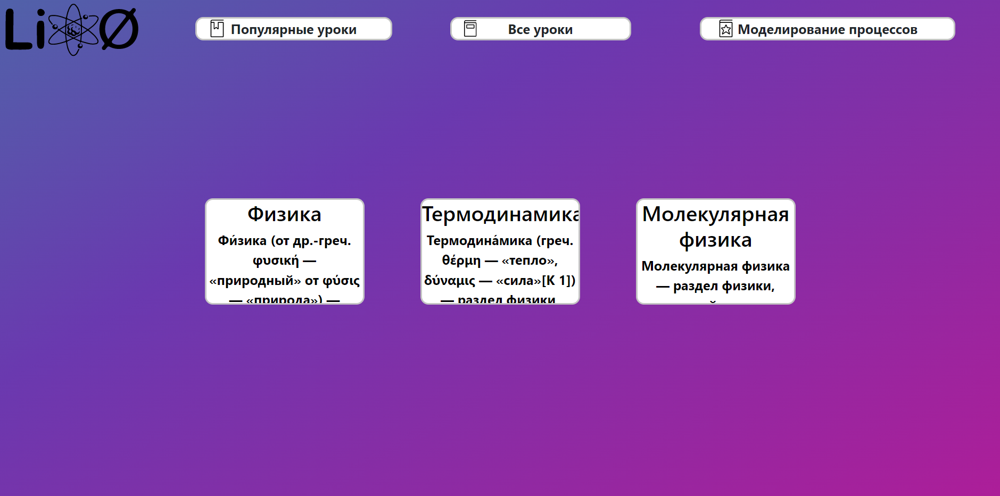 Li Ø
Популярные уроки
Все уроки
Моделирование процессов
Физика
Фи́зика (от др.-греч.
φυσική —
«природный» от φύσις
— «природа») —
Термодинамика
Термодина́мика (греч.
θέρμη — «тепло»,
δύναμις — «сила»[К 1])
— раздел физики
Молекулярная
физика
Молекулярная физика
— раздел физики,